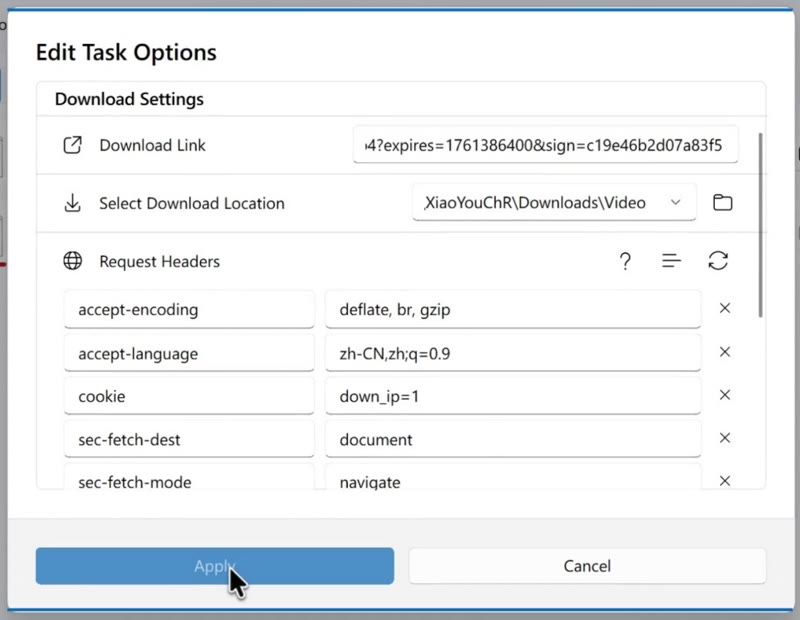 Edit Task Options
Download Settings
Download Link
4?expires=1761386400&sign=c19e46b2d07a83f5
Select Download Location
XiaoYouChR\Downloads\Video
Request Headers
?
accept-encoding deflate, br, gzip
accept-language zh-CN,zh;q=0.9
cookie down_ip=1
sec-fetch-dest document
sec-fetch-mode navigate
Apply Cancel